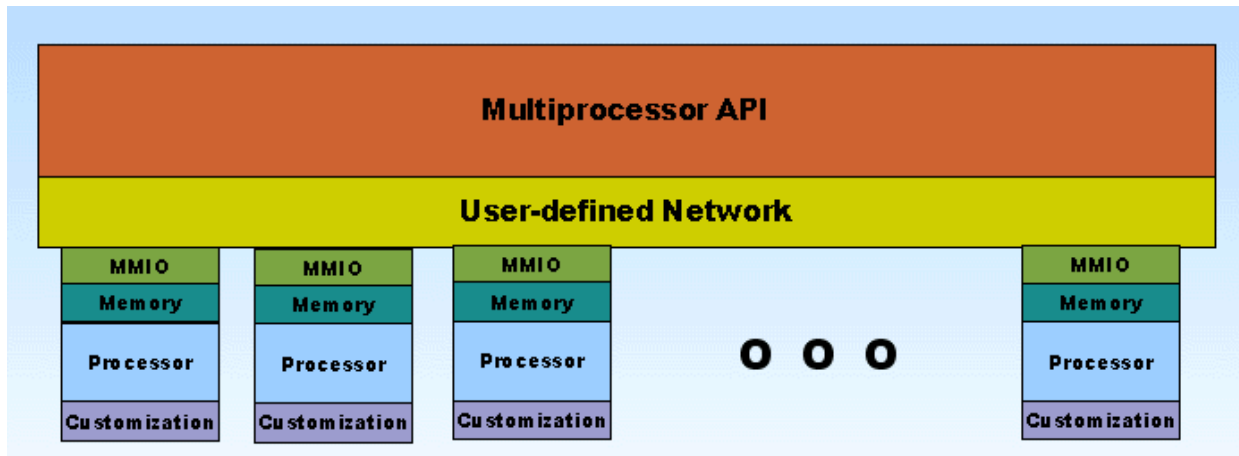 Multiprocessor API
User-defined Network
MMIO
MMIO
MMIO
MMIO
Memory
Memory
Memory
Memory
Processor
Processor
Processor
O O O
Processor
Customization
Customization
Customization
Customization